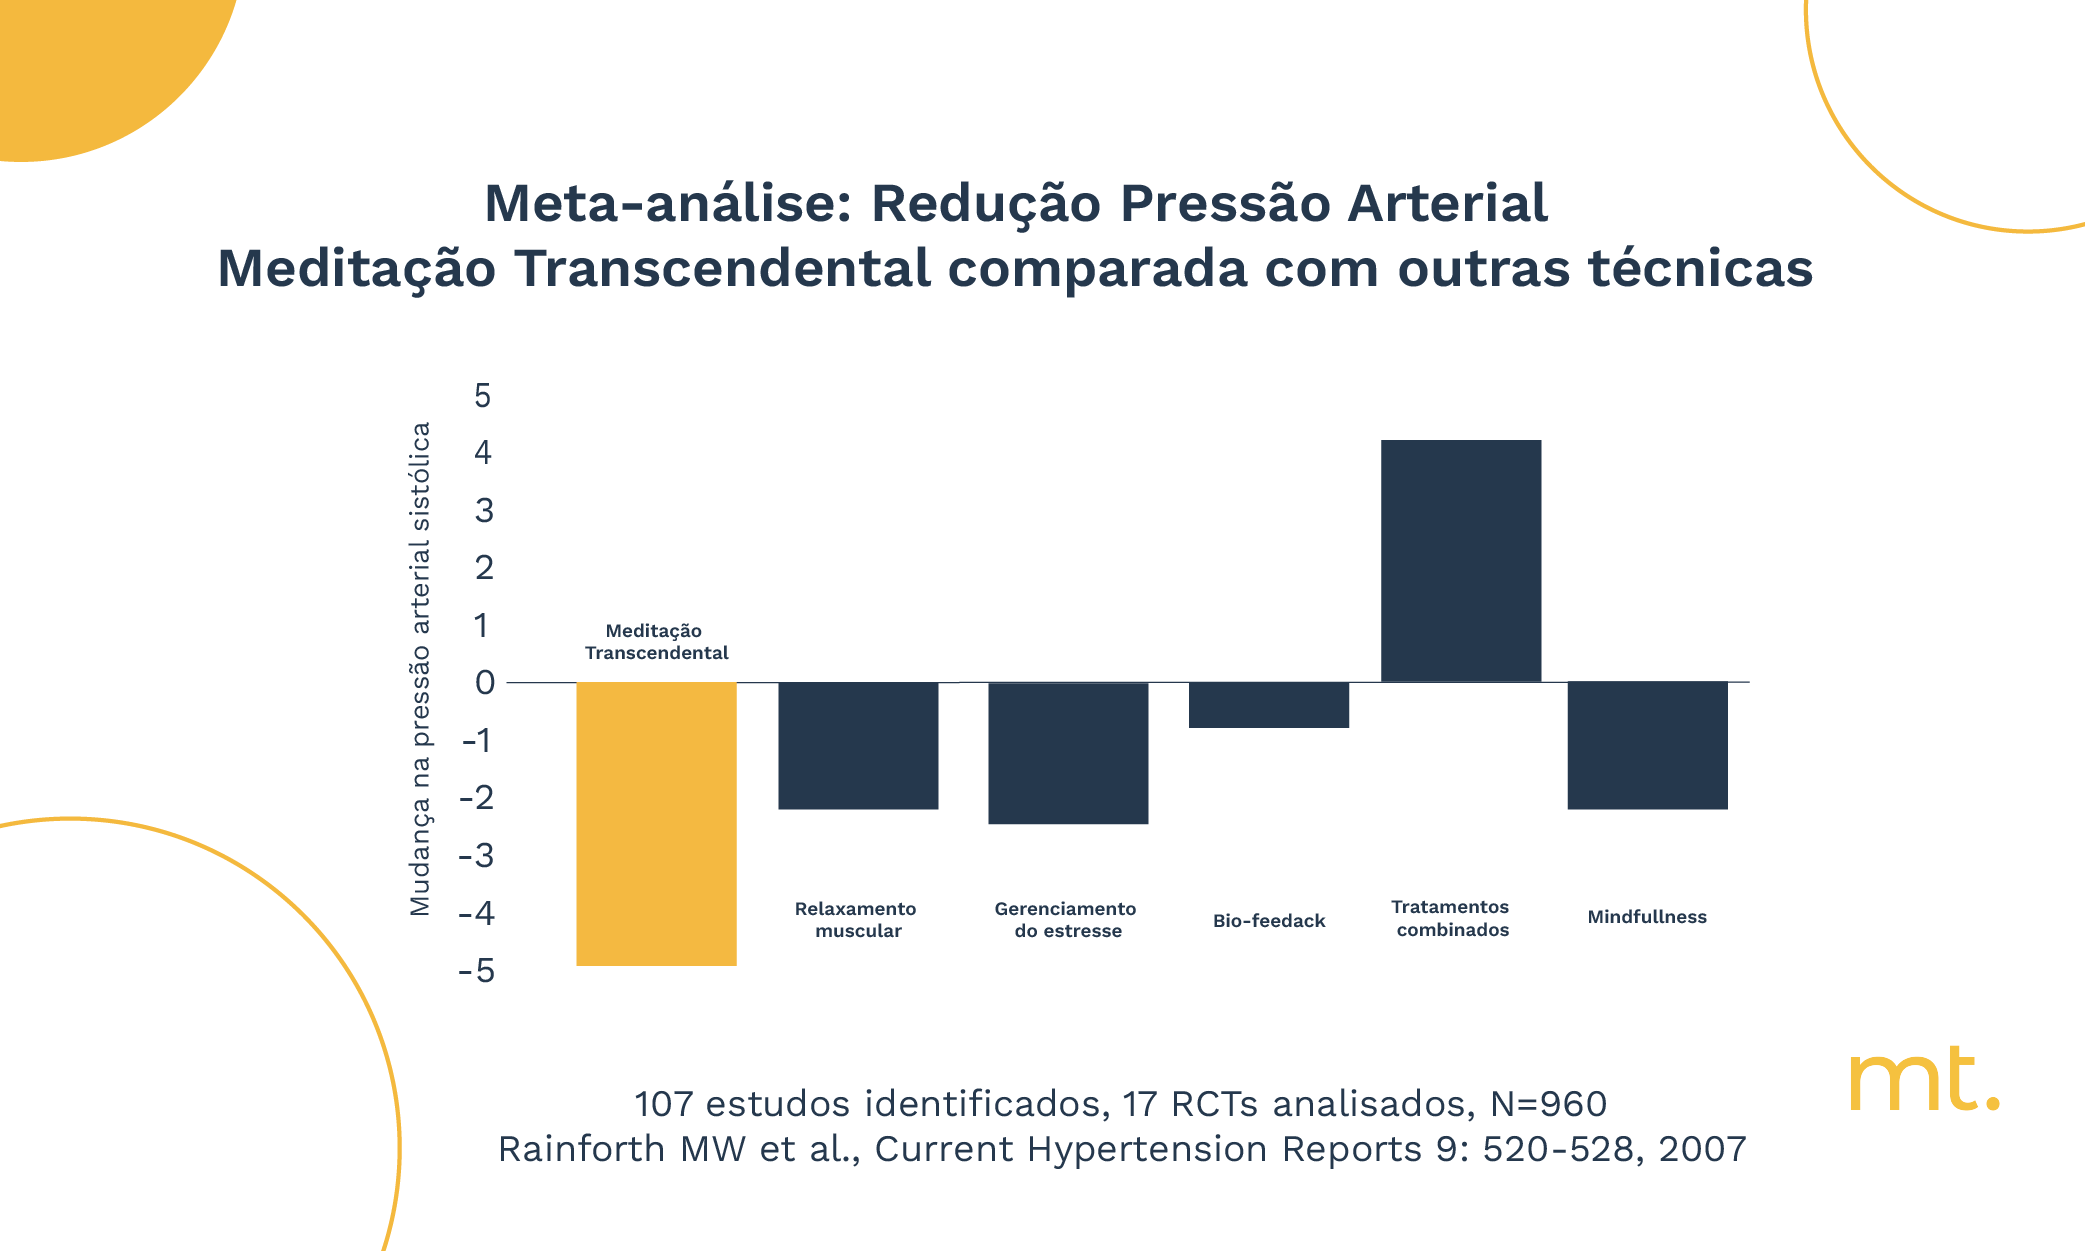 Meta-análise: Redução Pressão Arterial
Meditação Transcendental comparada com outras técnicas
Mudança na pressão arterial sistólica
5
4
3
2
1
0
-1
-2
-3
-4
-5
Meditação
Transcendental
Relaxamento
muscular
Gerenciamento
do estresse
Bio-feedack
Tratamentos
combinados
Mindfullness
107 estudos identificados, 17 RCTs analisados, N=960
Rainforth MW et al., Current Hypertension Reports 9: 520-528, 2007
mt.